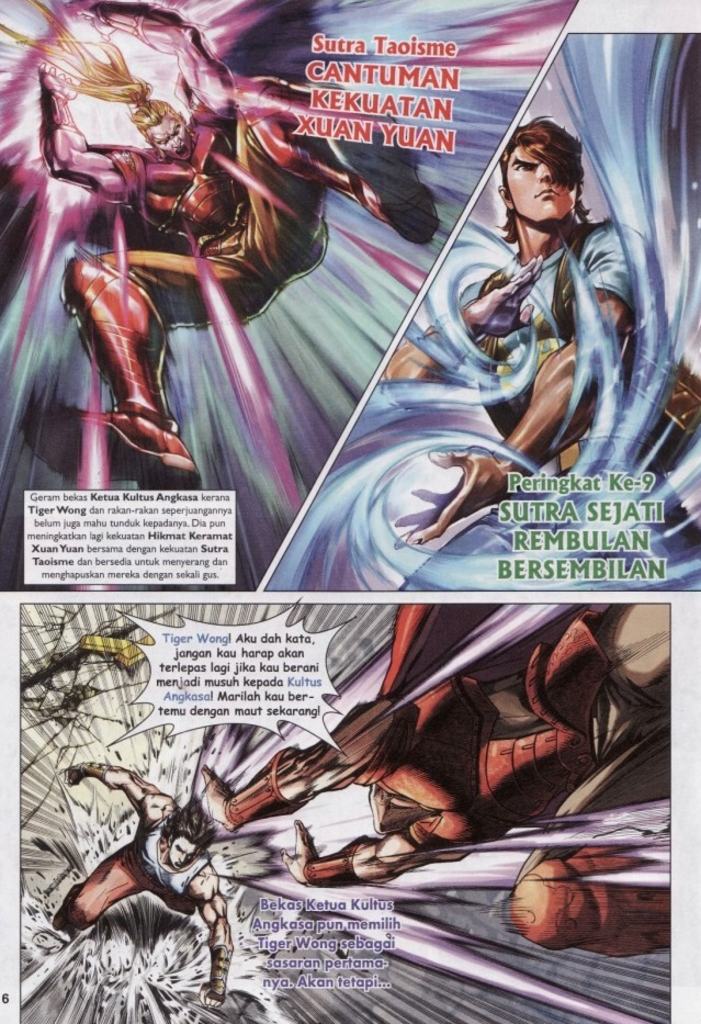 Sutra Taoisme
CANTUMAN
KEKUATAN
XUAN YUAN
Geram bekas Ketua Kultus Angkasa kerana
Tiger Wong dan rakan-rakan seperjuangannya
belum juga mahu tunduk kepadanya. Dia pun
meningkatkan lagi kekuatan Hikmat Keramat
Xuan Yuan bersama dengan kekuatan Sutra
Taoisme dan bersedia untuk menyerang dan
menghapuskan mereka dengan sekali gus.
Peringkat Ke-9
SUTRA SEJATI
REMBULAN
BERSEMBILAN
Tiger Wong! Aku dah kata,
jangan kau harap akan
terlepas lagi jika kau berani
menjadi musuh kepada Kultus
Angkasa! Marilah kau ber-
temu dengan maut sekarang!
Bekas Ketua Kultus
Angkasa pun memilih
Tiger Wong sebagai
sasaran pertama-
nya. Akan tetapi...
6